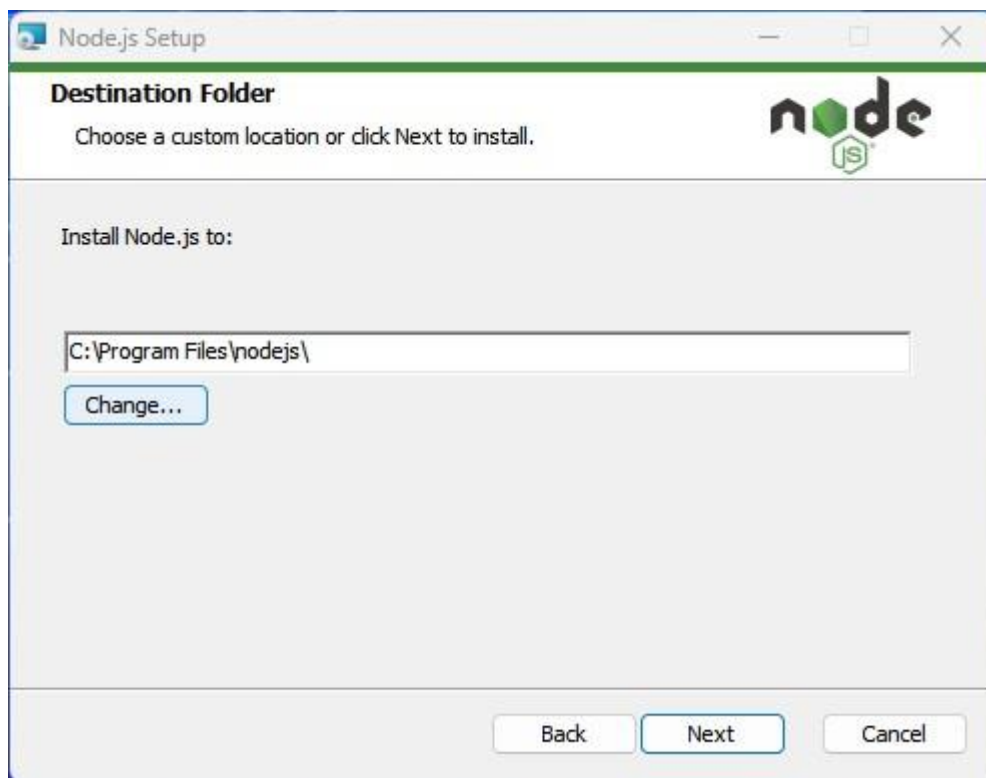 Node.js Setup
Destination Folder
Choose a custom location or click Next to install.
node
JS
Install Node.js to:
C:\Program Files\nodejs\
Change...
Back
Next
Cancel